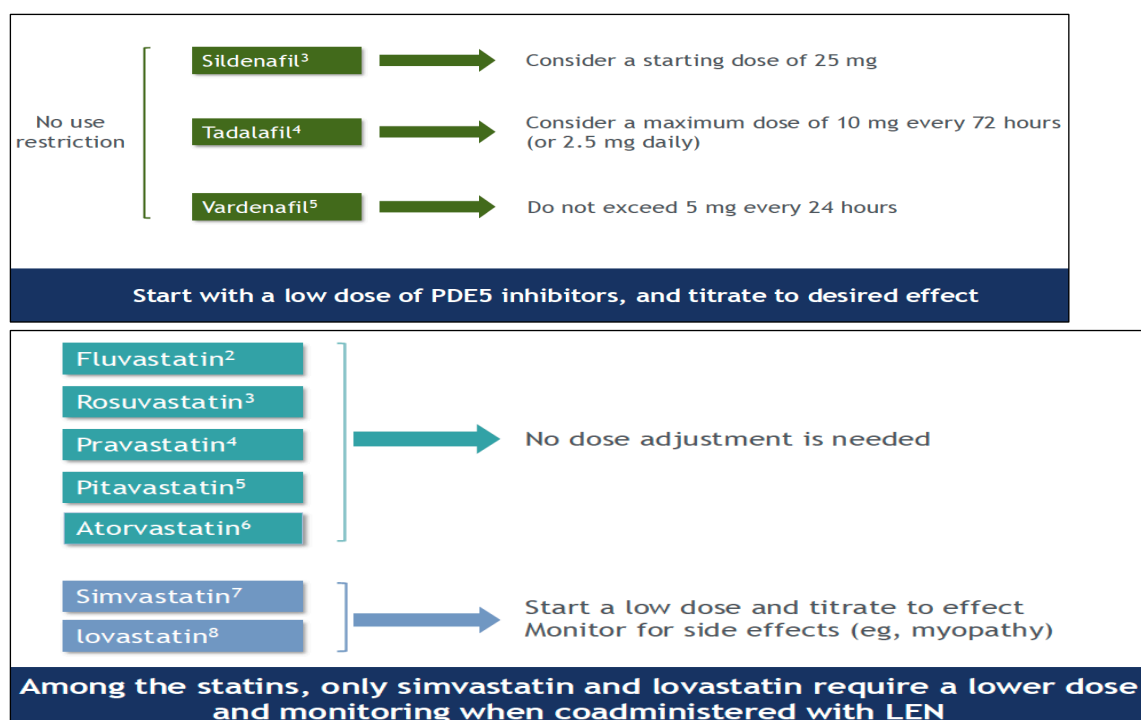 No use
restriction
Sildenafil³
Consider a starting dose of 25 mg
Tadalafil⁴
Consider a maximum dose of 10 mg every 72 hours
(or 2.5 mg daily)
Vardenafil⁵
Do not exceed 5 mg every 24 hours
Start with a low dose of PDE5 inhibitors, and titrate to desired effect
Fluvastatin²
Rosuvastatin³
Pravastatin⁴
Pitavastatin⁵
Atorvastatin⁶
No dose adjustment is needed
Simvastatin⁷
lovastatin⁸
Start a low dose and titrate to effect
Monitor for side effects (eg, myopathy)
Among the statins, only simvastatin and lovastatin require a lower dose
and monitoring when coadministered with LEN